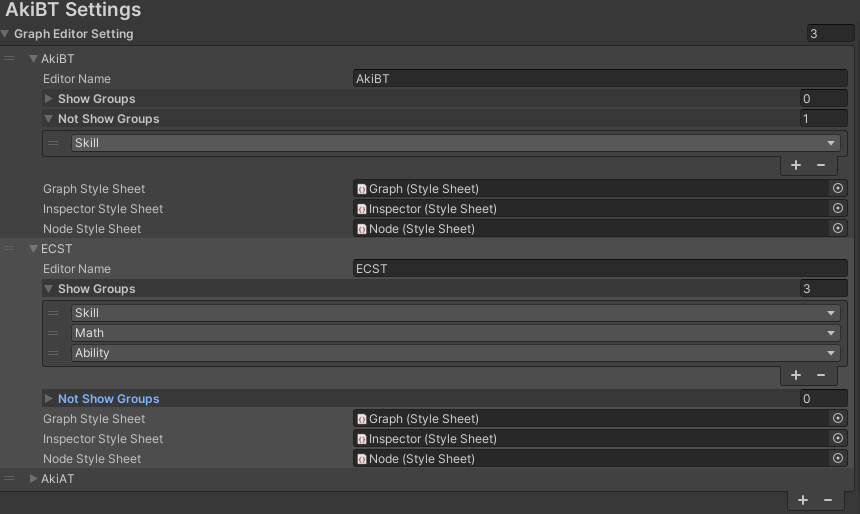 AkiBT Settings
Graph Editor Setting 3
AkiBT
Editor Name AkiBT
Show Groups 0
Not Show Groups 1
Skill
Graph Style Sheet Graph (Style Sheet)
Inspector Style Sheet Inspector (Style Sheet)
Node Style Sheet Node (Style Sheet)
ECST
Editor Name ECST
Show Groups 3
Skill
Math
Ability
Not Show Groups 0
Graph Style Sheet Graph (Style Sheet)
Inspector Style Sheet Inspector (Style Sheet)
Node Style Sheet Node (Style Sheet)
AkiAT